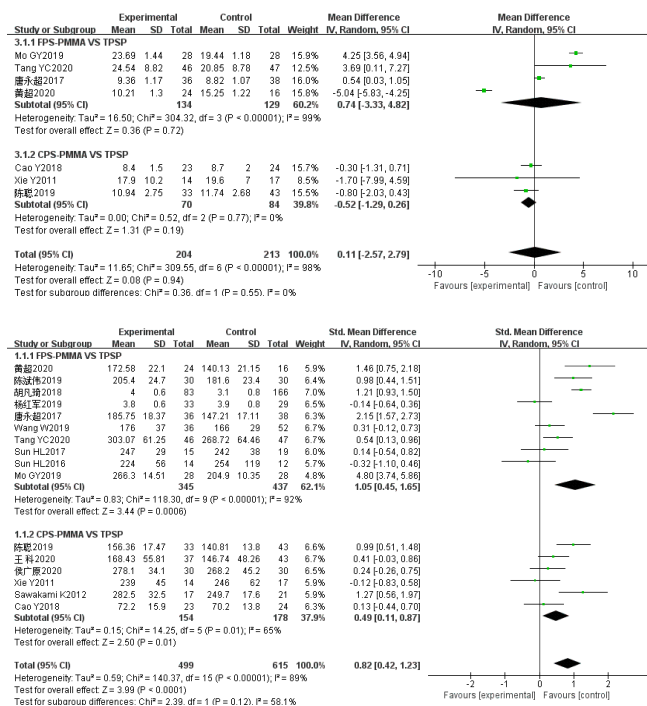 Experimental Control Mean Difference Mean Difference
Study or Subgroup Mean SD Total Mean SD Total Weight IV, Random, 95% CI IV, Random, 95% CI
3.1.1 FPS-PMMA VS TPSP
Mo GY2019 23.69 1.44 28 19.44 1.18 28 15.9% 4.25 [3.56, 4.94]
Tang YC2020 24.54 8.82 46 20.85 8.78 47 13.1% 3.69 [0.11, 7.27]
唐永超2017 9.36 1.17 36 8.82 1.07 38 15.9% 0.54 [0.03, 1.05]
黄超2020 10.21 1.3 24 15.25 1.22 16 15.8% -5.04 [-5.83, -4.25]
Subtotal (95% CI) 134 129 60.2% 0.74 [-3.33, 4.82]
Heterogeneity: Tau² = 16.50; Chi² = 304.32, df = 3 (P < 0.00001); I² = 99%
Test for overall effect: Z = 0.36 (P = 0.72)
3.1.2 CPS-PMMA VS TPSP
Cao Y2018 8.4 1.5 23 8.7 2 24 15.7% -0.30 [-1.31, 0.71]
Xie Y2011 17.9 10.2 14 19.6 7 17 8.5% -1.70 [-7.99, 4.59]
陈聪2019 10.94 2.75 33 11.74 2.68 43 15.6% -0.80 [-2.03, 0.43]
Subtotal (95% CI) 70 84 39.8% -0.52 [-1.29, 0.26]
Heterogeneity: Tau² = 0.00; Chi² = 0.52, df = 2 (P = 0.77); I² = 0%
Test for overall effect: Z = 1.31 (P = 0.19)
Total (95% CI) 204 213 100.0% 0.11 [-2.57, 2.79]
Heterogeneity: Tau² = 11.65; Chi² = 309.55, df = 6 (P < 0.00001); I² = 98%
Test for overall effect: Z = 0.08 (P = 0.94)
Test for subgroup differences: Chi² = 0.36, df = 1 (P = 0.55), I² = 0%
-10 -5 0 5 10
Favours [experimental] Favours [control]
Experimental Control Std. Mean Difference Std. Mean Difference
Study or Subgroup Mean SD Total Mean SD Total Weight IV, Random, 95% CI IV, Random, 95% CI
1.1.1 FPS-PMMA VS TPSP
黄超2020 172.58 22.1 24 140.13 21.15 16 5.9% 1.46 [0.75, 2.18]
陈斌伟2019 205.4 24.7 30 181.6 23.4 30 6.5% 0.98 [0.44, 1.51]
胡凡琦2018 4 0.6 83 3.1 0.8 166 7.2% 1.21 [0.93, 1.50]
杨红军2019 3.8 0.6 33 3.9 0.8 29 6.6% -0.14 [-0.64, 0.36]
唐永超2017 185.75 18.37 36 147.21 17.11 38 6.4% 2.15 [1.57, 2.73]
Wang W2019 176 37 36 166 29 52 6.9% 0.31 [-0.12, 0.73]
Tang YC2020 303.07 61.25 46 268.72 64.46 47 6.9% 0.54 [0.13, 0.96]
Sun HL2017 247 29 15 242 38 19 6.0% 0.14 [-0.54, 0.82]
Sun HL2016 224 56 14 254 119 12 5.7% -0.32 [-1.10, 0.46]
Mo GY2019 266.3 14.51 28 204.9 10.35 28 4.7% 4.80 [3.74, 5.86]
Subtotal (95% CI) 345 437 62.1% 1.05 [0.45, 1.65]
Heterogeneity: Tau² = 0.83; Chi² = 118.30, df = 9 (P < 0.00001); I² = 92%
Test for overall effect: Z = 3.44 (P = 0.0006)
1.1.2 CPS-PMMA VS TPSP
陈聪2019 156.36 17.47 33 140.81 13.8 43 6.6% 0.99 [0.51, 1.48]
王 科2020 168.43 55.81 37 146.74 48.26 43 6.8% 0.41 [-0.03, 0.86]
侯广原2020 278.1 34.1 30 268.2 45.2 30 6.6% 0.24 [-0.26, 0.75]
Xie Y2011 239 45 14 246 62 17 5.9% -0.12 [-0.83, 0.58]
Sawakami K2012 282.5 32.5 17 249.7 17.6 21 5.9% 1.27 [0.56, 1.97]
Cao Y2018 72.2 15.9 23 70.2 13.8 24 6.4% 0.13 [-0.44, 0.70]
Subtotal (95% CI) 154 178 37.9% 0.49 [0.11, 0.87]
Heterogeneity: Tau² = 0.15; Chi² = 14.25, df = 5 (P = 0.01); I² = 65%
Test for overall effect: Z = 2.50 (P = 0.01)
Total (95% CI) 499 615 100.0% 0.82 [0.42, 1.23]
Heterogeneity: Tau² = 0.59; Chi² = 140.37, df = 15 (P < 0.00001); I² = 89%
Test for overall effect: Z = 3.99 (P < 0.0001)
Test for subgroup differences: Chi² = 2.39, df = 1 (P = 0.12), I² = 58.1%
-2 -1 0 1 2
Favours [experimental] Favours [control]